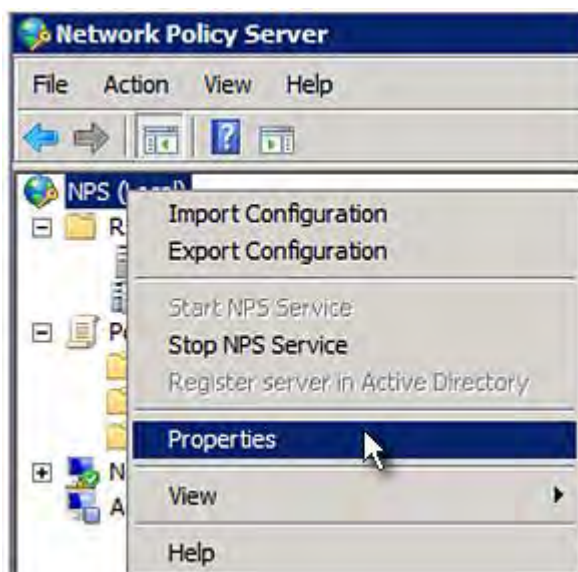 Network Policy Server
File Action View Help
NPS (Local)
Import Configuration
R
Export Configuration
Start NPS Service
Stop NPS Service
Register server in Active Directory
Properties
N
View
A
Help